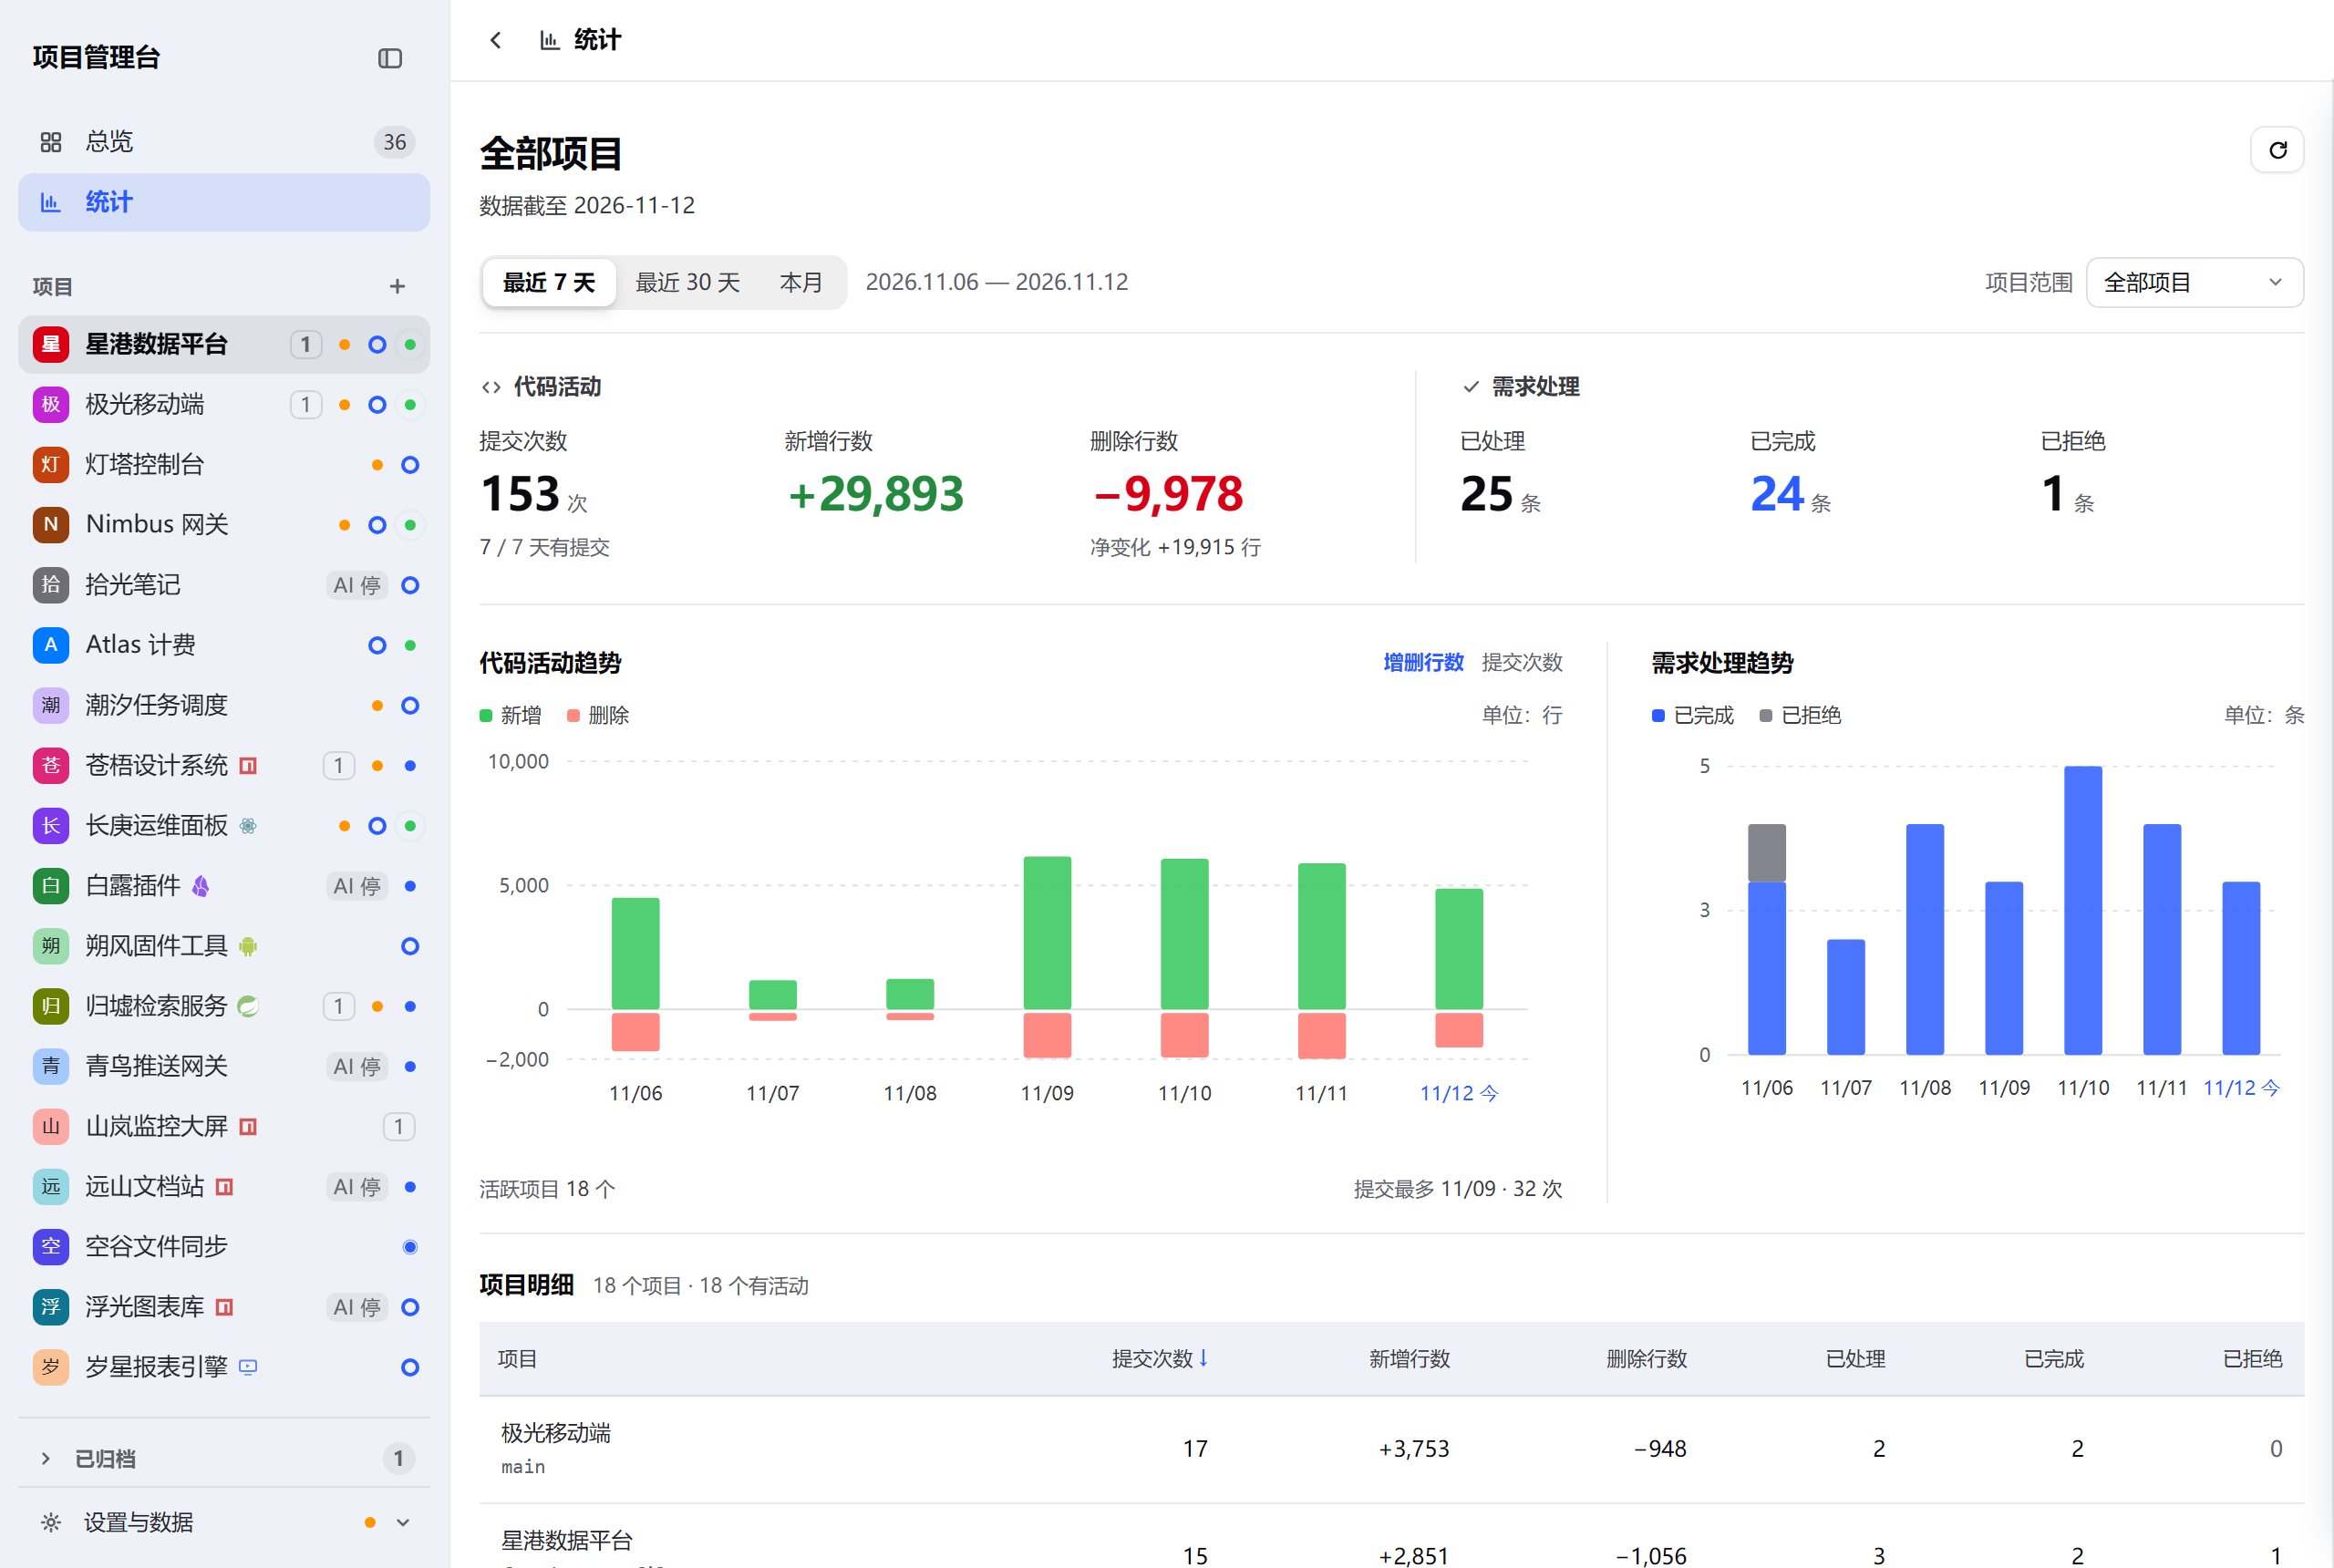 项目管理台
总览 36
统计
项目
星 星港数据平台 1
极 极光移动端 1
灯 灯塔控制台
N Nimbus 网关
拾 拾光笔记 AI 停
A Atlas 计费
潮 潮汐任务调度
苍 苍梧设计系统 1
长 长庚运维面板
白 白露插件 AI 停
朔 朔风固件工具
归 归墟检索服务 1
青 青鸟推送网关 AI 停
山 山岚监控大屏 1
远 远山文档站 AI 停
空 空谷文件同步
浮 浮光图表库 AI 停
岁 岁星报表引擎
已归档 1
设置与数据
统计
全部项目
数据截至 2026-11-12
最近 7 天 最近 30 天 本月 2026.11.06 — 2026.11.12 项目范围 全部项目
代码活动
提交次数 新增行数 删除行数
153 次 +29,893 −9,978
7 / 7 天有提交 净变化 +19,915 行
需求处理
已处理 已完成 已拒绝
25 条 24 条 1 条
代码活动趋势 增删行数 提交次数
新增 删除 单位：行
10,000
5,000
0
−2,000
11/06 11/07 11/08 11/09 11/10 11/11 11/12 今
活跃项目 18 个 提交最多 11/09 · 32 次
需求处理趋势
已完成 已拒绝 单位：条
5
3
0
11/06 11/07 11/08 11/09 11/10 11/11 11/12 今
项目明细 18 个项目 · 18 个有活动
项目 提交次数↓ 新增行数 删除行数 已处理 已完成 已拒绝
极光移动端 17 +3,753 −948 2 2 0
main
星港数据平台 15 +2,851 −1,056 3 2 1